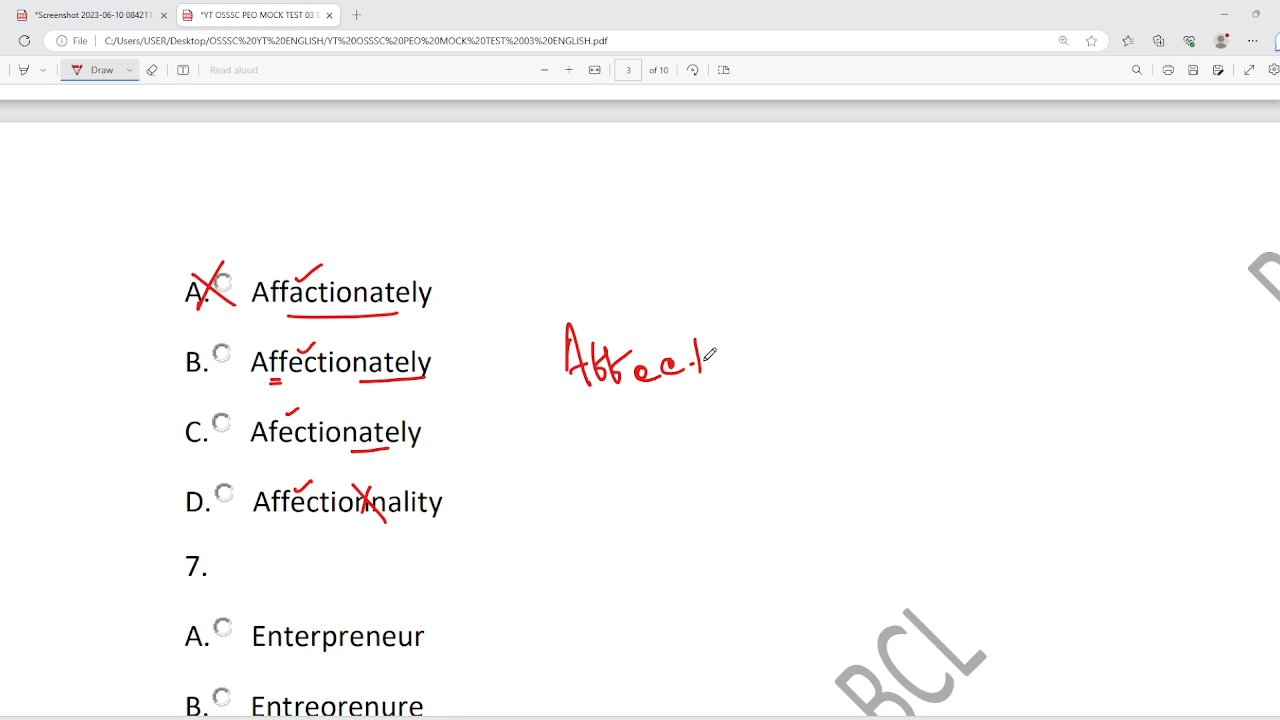 *Screenshot 2023-06-10 084211
*YT OSSSC PEO MOCK TEST 03
File
C:/Users/USER/Desktop/OSSSC%20YT%20ENGLISH/YT%20OSSSC%20PEO%20MOCK%20TEST%2003%20ENGLISH.pdf
Draw
Read aloud
3 of 10
A. Affactionately
B. Affectionately
Affect
C. Afectionately
D. Affectionnality
7.
A. Enterpreneur
B. Entreorenure
BCL